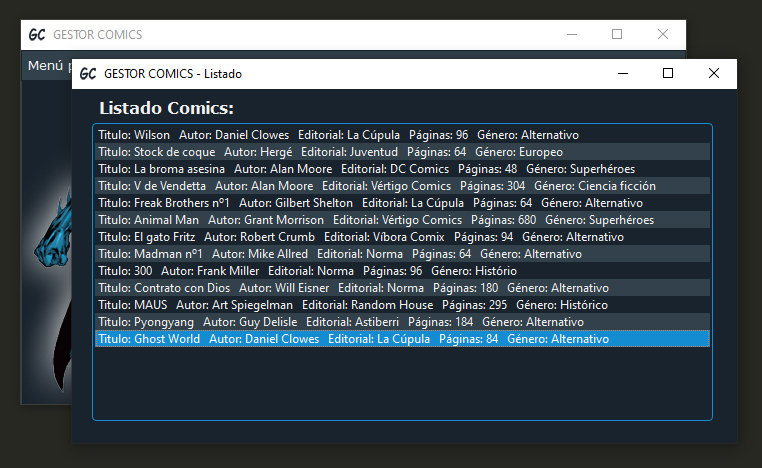 GC GESTOR COMICS
Menú p
GC GESTOR COMICS - Listado
Listado Comics:
Titulo: Wilson Autor: Daniel Clowes Editorial: La Cúpula Páginas: 96 Género: Alternativo
Titulo: Stock de coque Autor: Hergé Editorial: Juventud Páginas: 64 Género: Europeo
Titulo: La broma asesina Autor: Alan Moore Editorial: DC Comics Páginas: 48 Género: Superhéroes
Titulo: V de Vendetta Autor: Alan Moore Editorial: Vértigo Comics Páginas: 304 Género: Ciencia ficción
Titulo: Freak Brothers nº1 Autor: Gilbert Shelton Editorial: La Cúpula Páginas: 64 Género: Alternativo
Titulo: Animal Man Autor: Grant Morrison Editorial: Vértigo Comics Páginas: 680 Género: Superhéroes
Titulo: El gato Fritz Autor: Robert Crumb Editorial: Víbora Comix Páginas: 94 Género: Alternativo
Titulo: Madman nº1 Autor: Mike Allred Editorial: Norma Páginas: 64 Género: Alternativo
Titulo: 300 Autor: Frank Miller Editorial: Norma Páginas: 96 Género: Histório
Titulo: Contrato con Dios Autor: Will Eisner Editorial: Norma Páginas: 180 Género: Alternativo
Titulo: MAUS Autor: Art Spiegelman Editorial: Random House Páginas: 295 Género: Histórico
Titulo: Pyongyang Autor: Guy Delisle Editorial: Astiberri Páginas: 184 Género: Alternativo
Titulo: Ghost World Autor: Daniel Clowes Editorial: La Cúpula Páginas: 84 Género: Alternativo